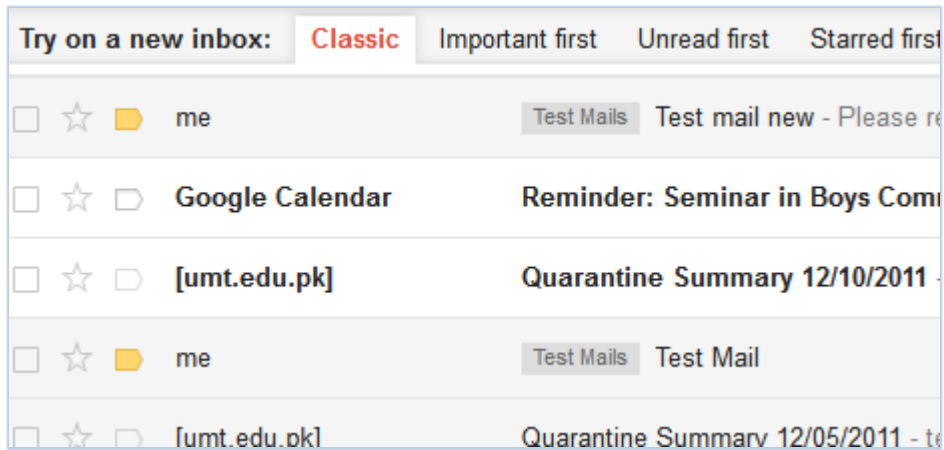 Try on a new inbox: Classic Important first Unread first Starred first
me Test Mails Test mail new - Please
Google Calendar Reminder: Seminar in Boys
[umt.edu.pk] Quarantine Summary 12/10/2011 -
me Test Mails Test Mail
[umt.edu.pk] Quarantine Summary 12/05/2011 -